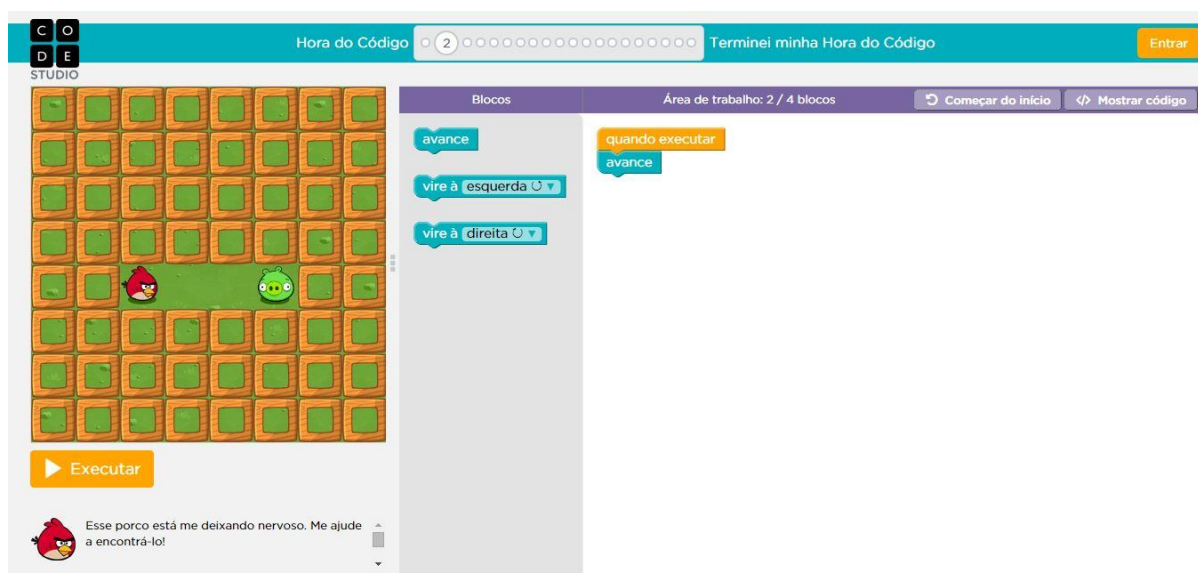 C O
D E
STUDIO
Hora do Código
2
Terminei minha Hora do Código
Entrar
Blocos
Área de trabalho: 2 / 4 blocos
Começar do início
</> Mostrar código
avance
vire à esquerda
vire à direita
quando executar
avance
Executar
Esse porco está me deixando nervoso. Me ajude
a encontrá-lo!